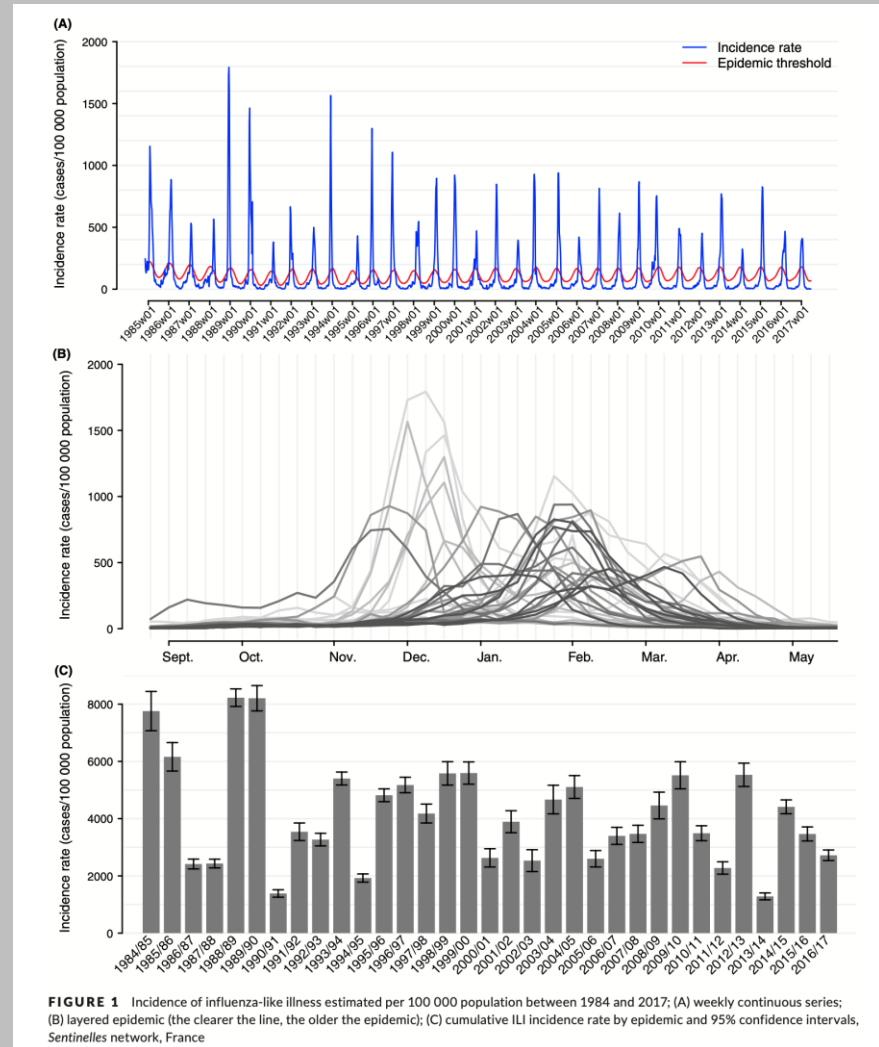 (A)
2000
1500
1000
500
0
Incidence rate (cases/100 000 population)
Incidence rate
Epidemic threshold
1985w01
1986w01
1987w01
1988w01
1989w01
1990w01
1991w01
1992w01
1993w01
1994w01
1995w01
1996w01
1997w01
1998w01
1999w01
2000w01
2001w01
2002w01
2003w01
2004w01
2005w01
2006w01
2007w01
2008w01
2009w01
2010w01
2011w01
2012w01
2013w01
2014w01
2015w01
2016w01
2017w01
(B)
2000
1500
1000
500
0
Incidence rate (cases/100 000 population)
Sept. Oct. Nov. Dec. Jan. Feb. Mar. Apr. May
(C)
8000
6000
4000
2000
0
Incidence rate (cases/100 000 population)
1984/85
1985/86
1986/87
1987/88
1988/89
1989/90
1990/91
1991/92
1992/93
1993/94
1994/95
1995/96
1996/97
1997/98
1998/99
1999/00
2000/01
2001/02
2002/03
2003/04
2004/05
2005/06
2006/07
2007/08
2008/09
2009/10
2010/11
2011/12
2012/13
2013/14
2014/15
2015/16
2016/17
FIGURE 1 Incidence of influenza-like illness estimated per 100 000 population between 1984 and 2017; (A) weekly continuous series;
(B) layered epidemic (the clearer the line, the older the epidemic); (C) cumulative ILI incidence rate by epidemic and 95% confidence intervals,
Sentinelles network, France